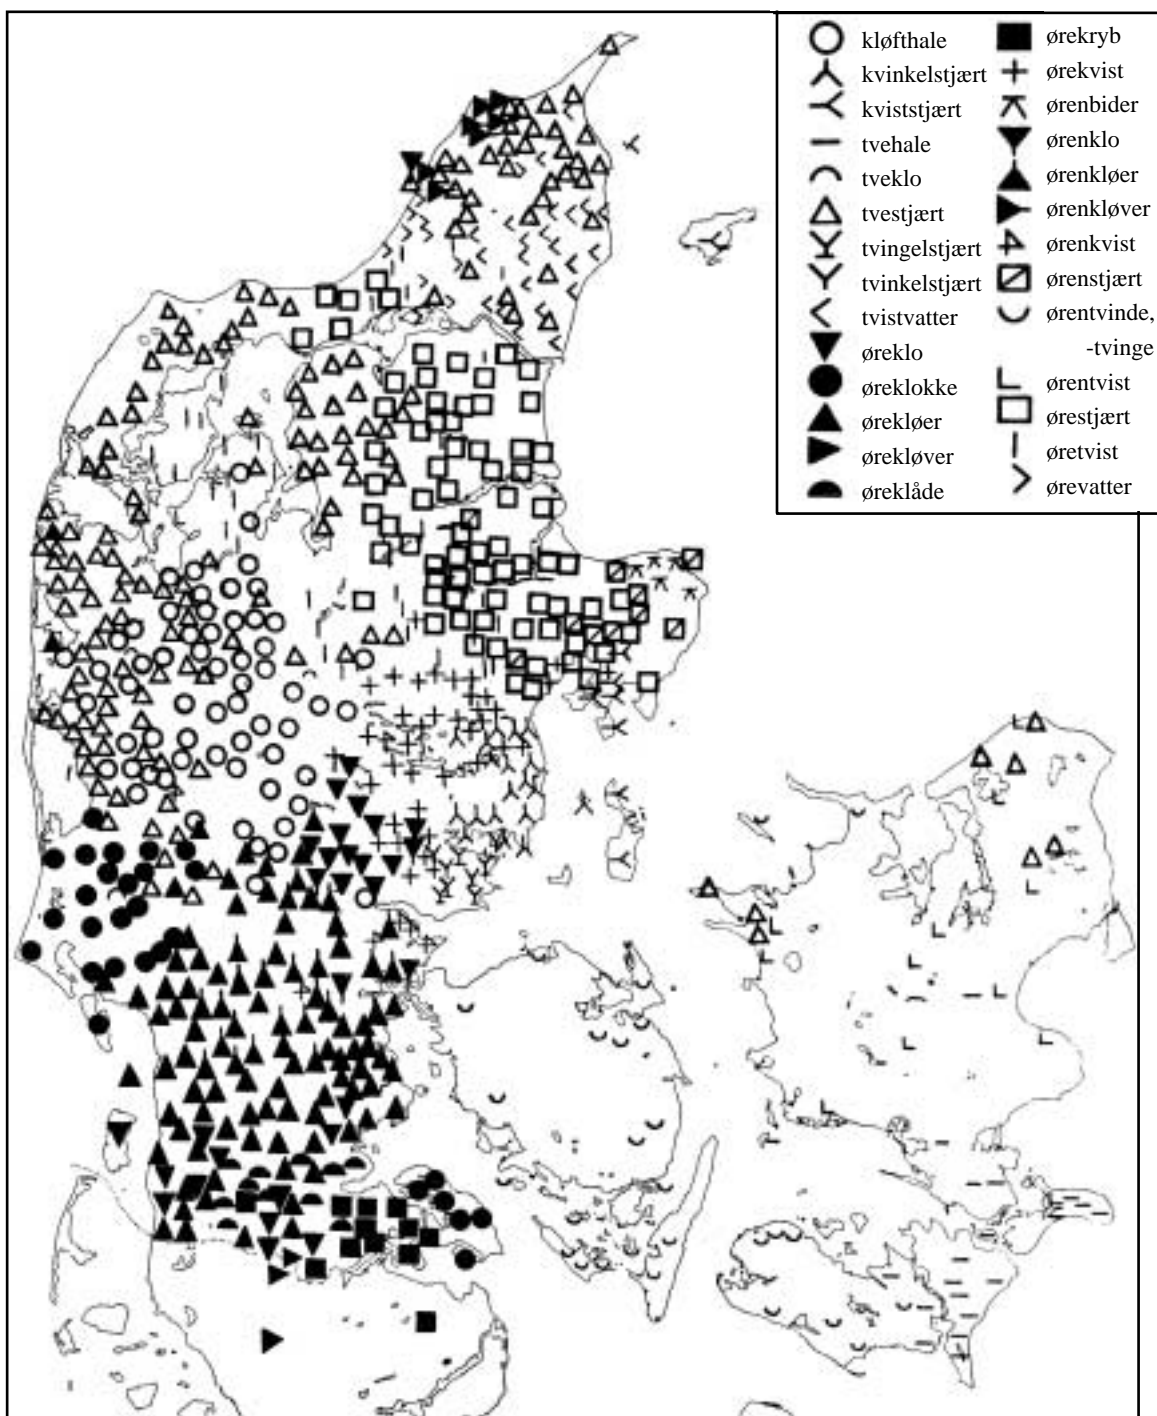 kløfthale
kvinkelstjært
kviststjært
tvehale
tveklo
tvestjært
tvingelstjært
tvinkelstjært
tvistvatter
øreklo
øreklokke
ørekløer
ørekløver
øreklåde
ørekryb
ørekvist
ørenbider
ørenklo
ørenkløer
ørenkløver
ørenkvist
ørenstjært
ørentvinde,
-tvinge
ørentvist
ørestjært
øretvist
ørevatter